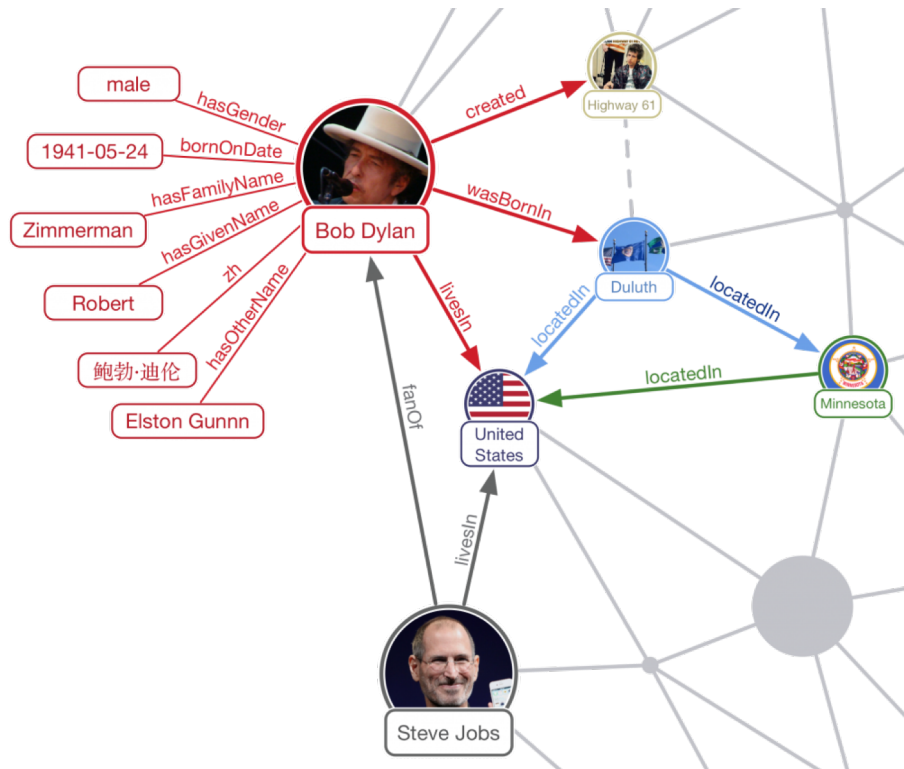 male
hasGender
1941-05-24
bornOnDate
Zimmerman
hasFamilyName
Robert
hasGivenName
鲍勃·迪伦
zh
Elston Gunnn
hasOtherName
Bob Dylan
created
Highway 61
wasBornIn
Duluth
livesIn
locatedIn
locatedIn
locatedIn
Minnesota
United
States
fanOf
livesIn
Steve Jobs